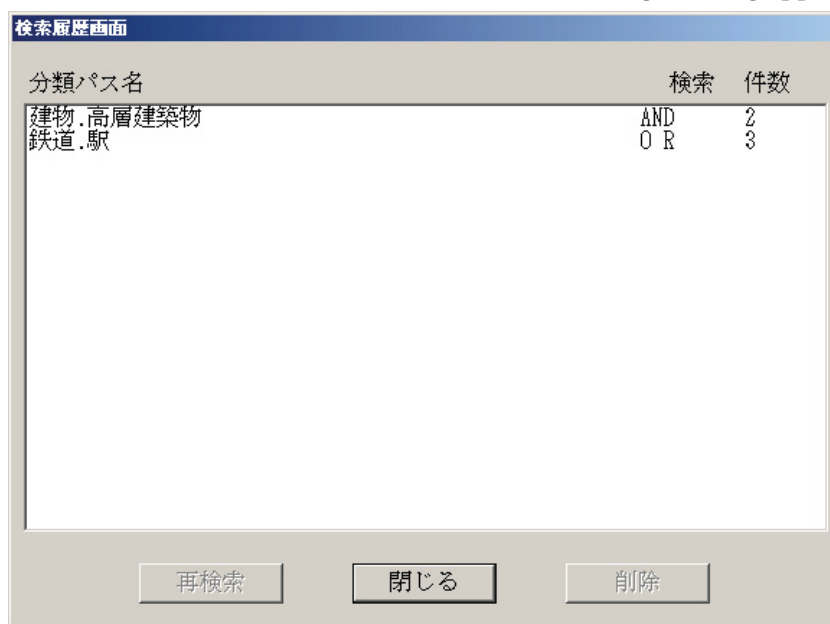 検索履歴画面
分類パス名 検索 件数
建物.高層建築物 AND 2
鉄道.駅 O R 3
再検索 閉じる 削除